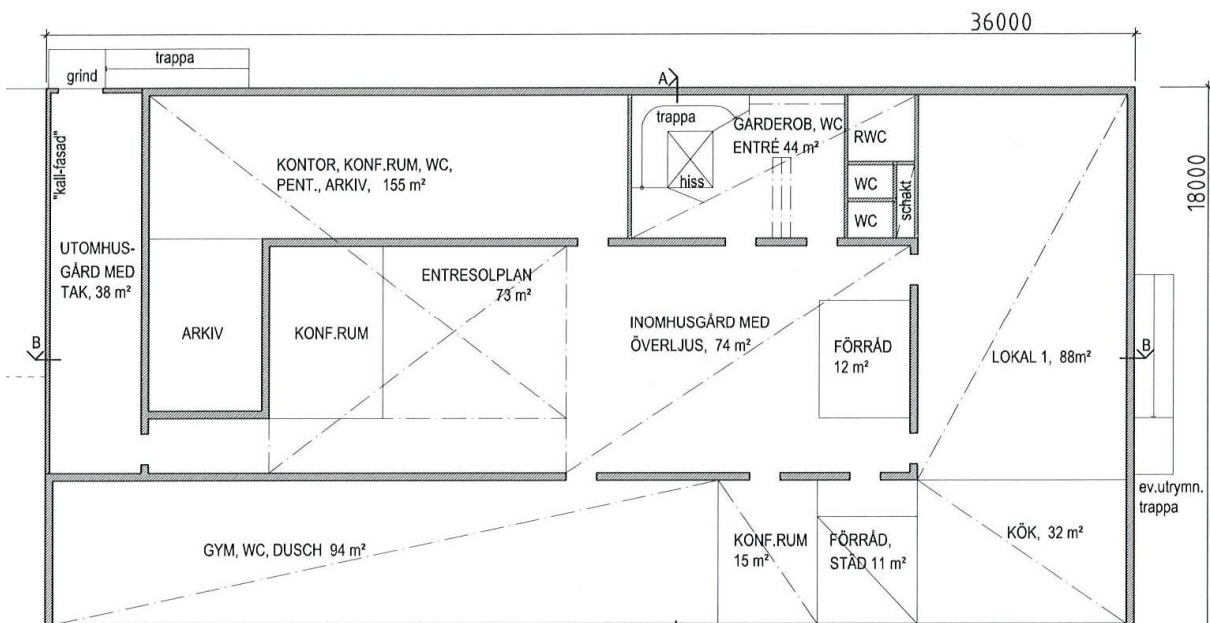 36000
trappa
grind
A
18000
"kall-fasad"
trappa
GARDEROB, WC
ENTRÉ 44 m²
RWC
hiss
WC
schakt
WC
KONTOR, KONF.RUM, WC,
PENT., ARKIV, 155 m²
UTOMHUS-
GÅRD MED
TAK, 38 m²
ENTRESOLPLAN
73 m²
ARKIV
KONF.RUM
INOMHUSGÅRD MED
ÖVERLJUS, 74 m²
FÖRRÅD
12 m²
LOKAL 1, 88m²
B
B
ev.utrymn.
trappa
GYM, WC, DUSCH 94 m²
KONF.RUM
15 m²
FÖRRÅD,
STÄD 11 m²
KÖK, 32 m²